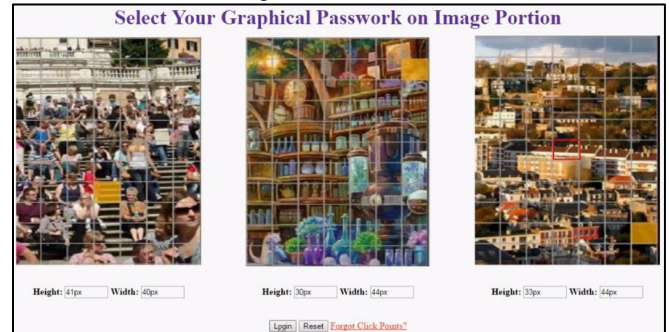 Select Your Graphical Passwork on Image Portion
Height: 41px Width: 40px
Height: 30px Width: 44px
Height: 33px Width: 44px
Login Reset Forgot Click Points?